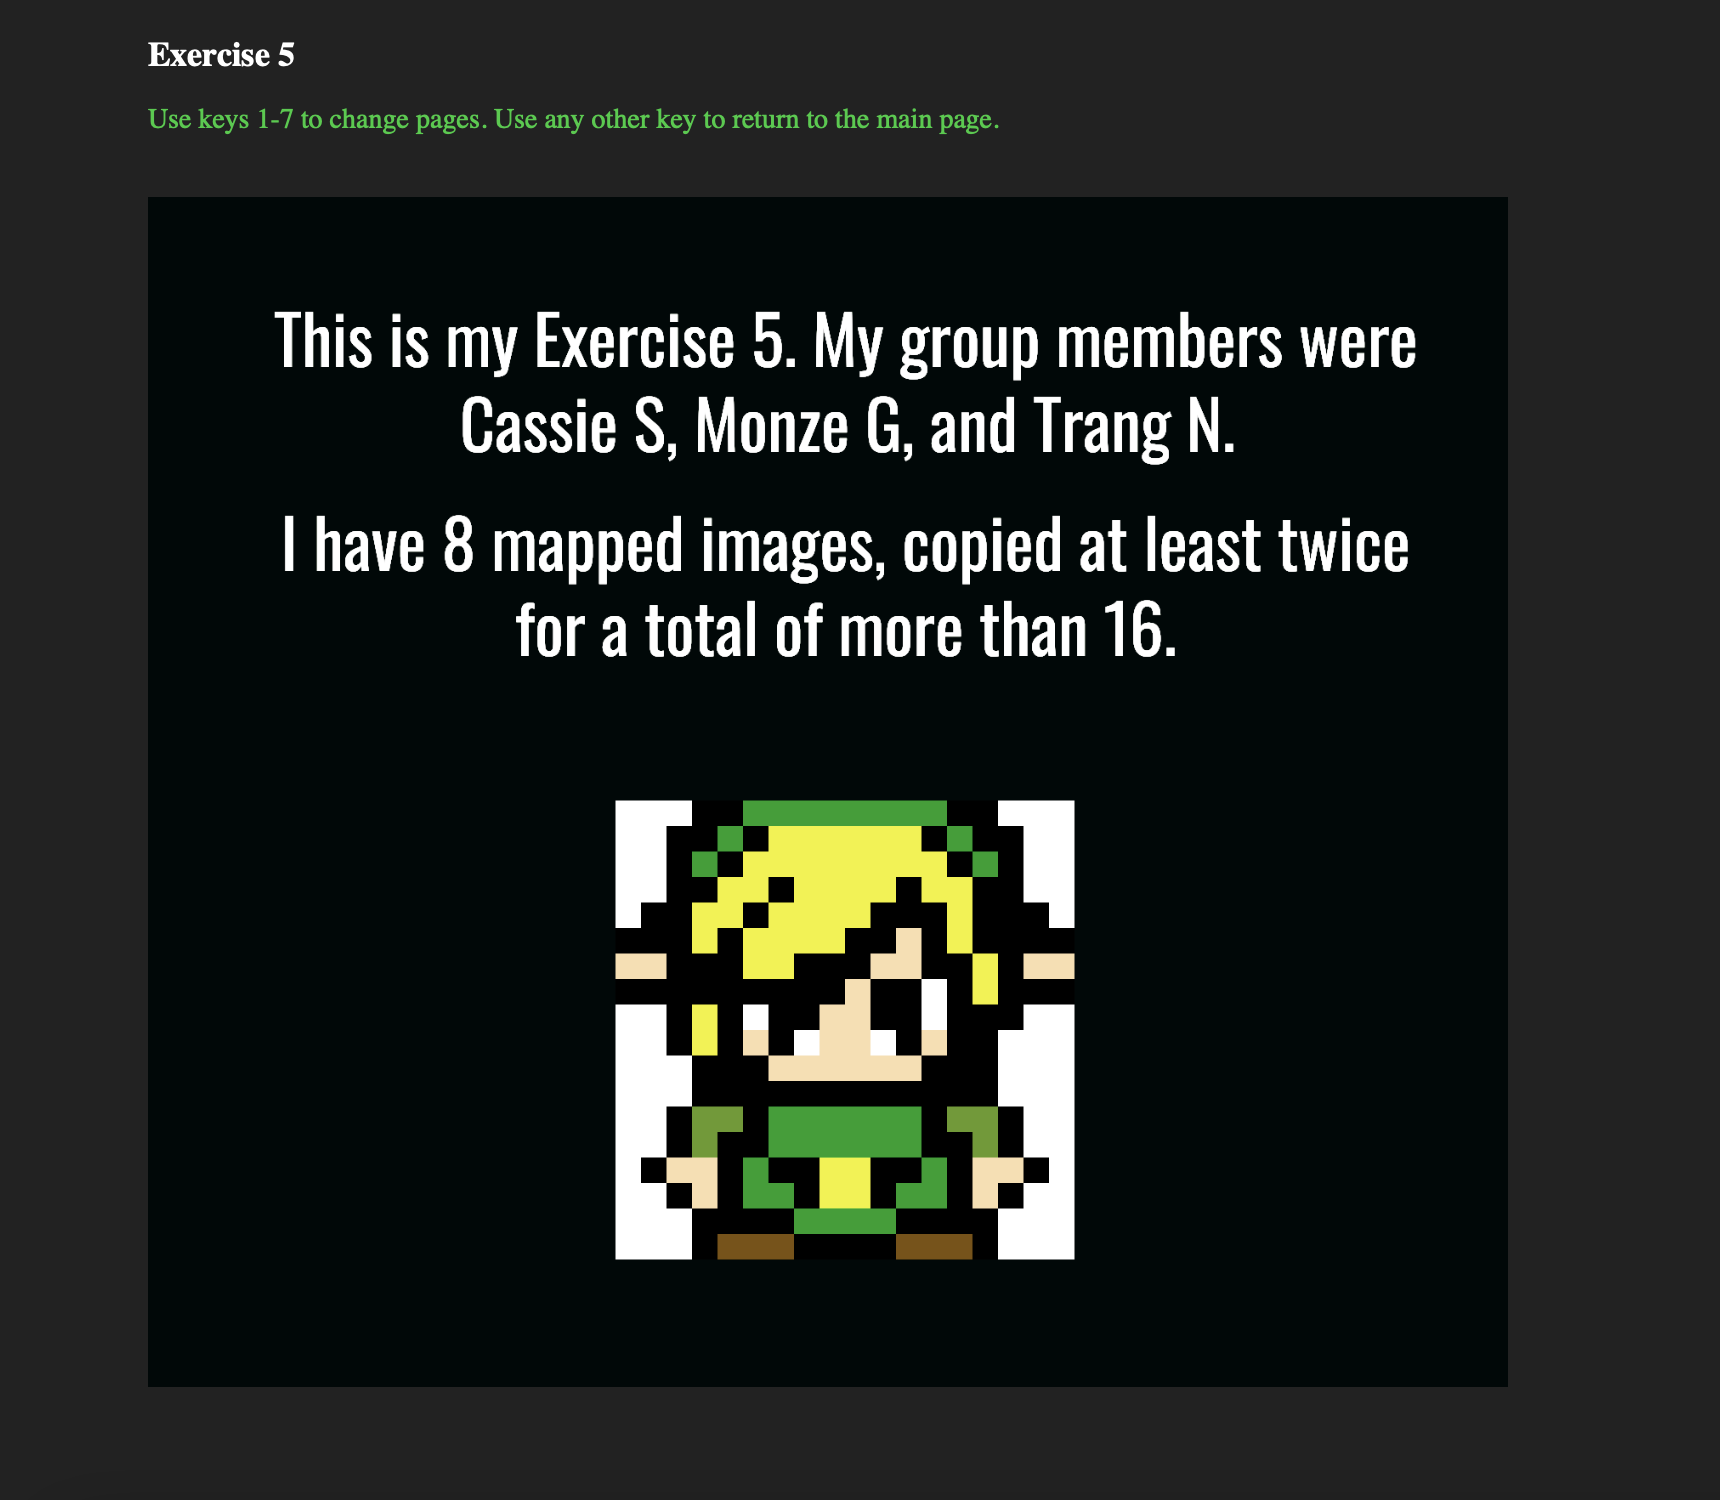 Exercise 5
Use keys 1-7 to change pages. Use any other key to return to the main page.
This is my Exercise 5. My group members were
Cassie S, Monze G, and Trang N.
I have 8 mapped images, copied at least twice
for a total of more than 16.